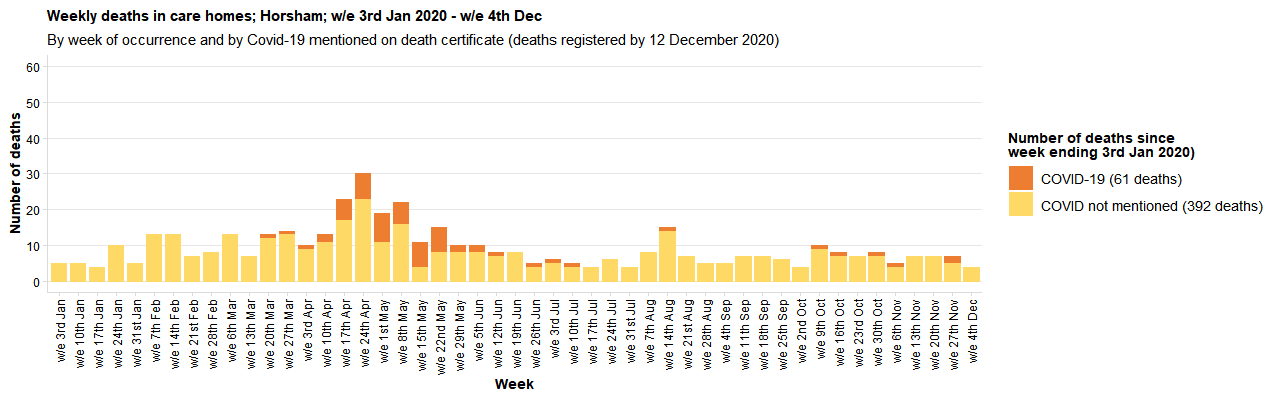 Weekly deaths in care homes; Horsham; w/e 3rd Jan 2020 - w/e 4th Dec
By week of occurrence and by Covid-19 mentioned on death certificate (deaths registered by 12 December 2020)
Number of deaths
60
50
40
30
20
10
0
w/e 3rd Jan
w/e 10th Jan
w/e 17th Jan
w/e 24th Jan
w/e 31st Jan
w/e 7th Feb
w/e 14th Feb
w/e 21st Feb
w/e 28th Feb
w/e 6th Mar
w/e 13th Mar
w/e 20th Mar
w/e 27th Mar
w/e 3rd Apr
w/e 10th Apr
w/e 17th Apr
w/e 24th Apr
w/e 1st May
w/e 8th May
w/e 15th May
w/e 22nd May
w/e 29th May
w/e 5th Jun
w/e 12th Jun
w/e 19th Jun
w/e 26th Jun
w/e 3rd Jul
w/e 10th Jul
w/e 17th Jul
w/e 24th Jul
w/e 31st Jul
w/e 7th Aug
w/e 14th Aug
w/e 21st Aug
w/e 28th Aug
w/e 4th Sep
w/e 11th Sep
w/e 18th Sep
w/e 25th Sep
w/e 2nd Oct
w/e 9th Oct
w/e 16th Oct
w/e 23rd Oct
w/e 30th Oct
w/e 6th Nov
w/e 13th Nov
w/e 20th Nov
w/e 27th Nov
w/e 4th Dec
Week
Number of deaths since
week ending 3rd Jan 2020)
COVID-19 (61 deaths)
COVID not mentioned (392 deaths)